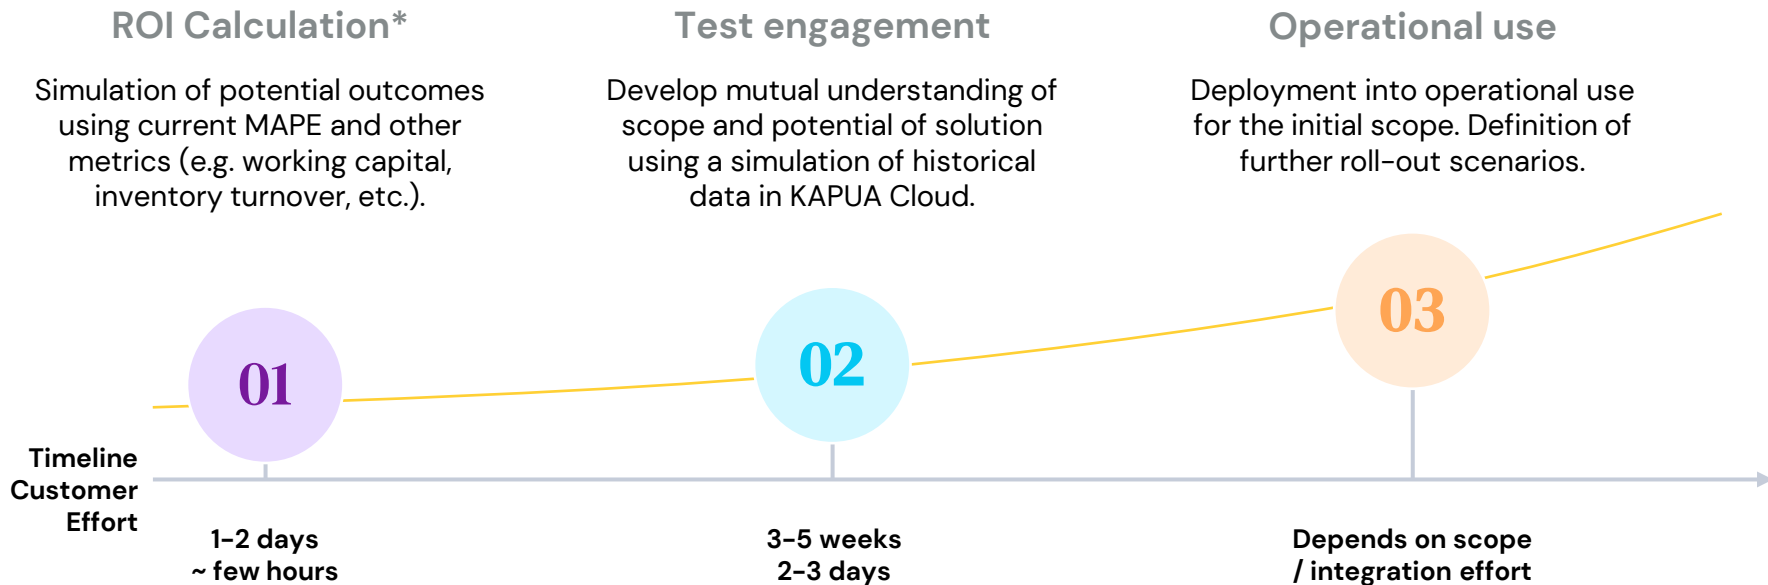 ROI Calculation*
Simulation of potential outcomes
using current MAPE and other
metrics (e.g. working capital,
inventory turnover, etc.).
Test engagement
Develop mutual understanding of
scope and potential of solution
using a simulation of historical
data in KAPUA Cloud.
Operational use
Deployment into operational use
for the initial scope. Definition of
further roll-out scenarios.
01
02
03
Timeline
Customer
Effort
1-2 days
~ few hours
3-5 weeks
2-3 days
Depends on scope
/ integration effort